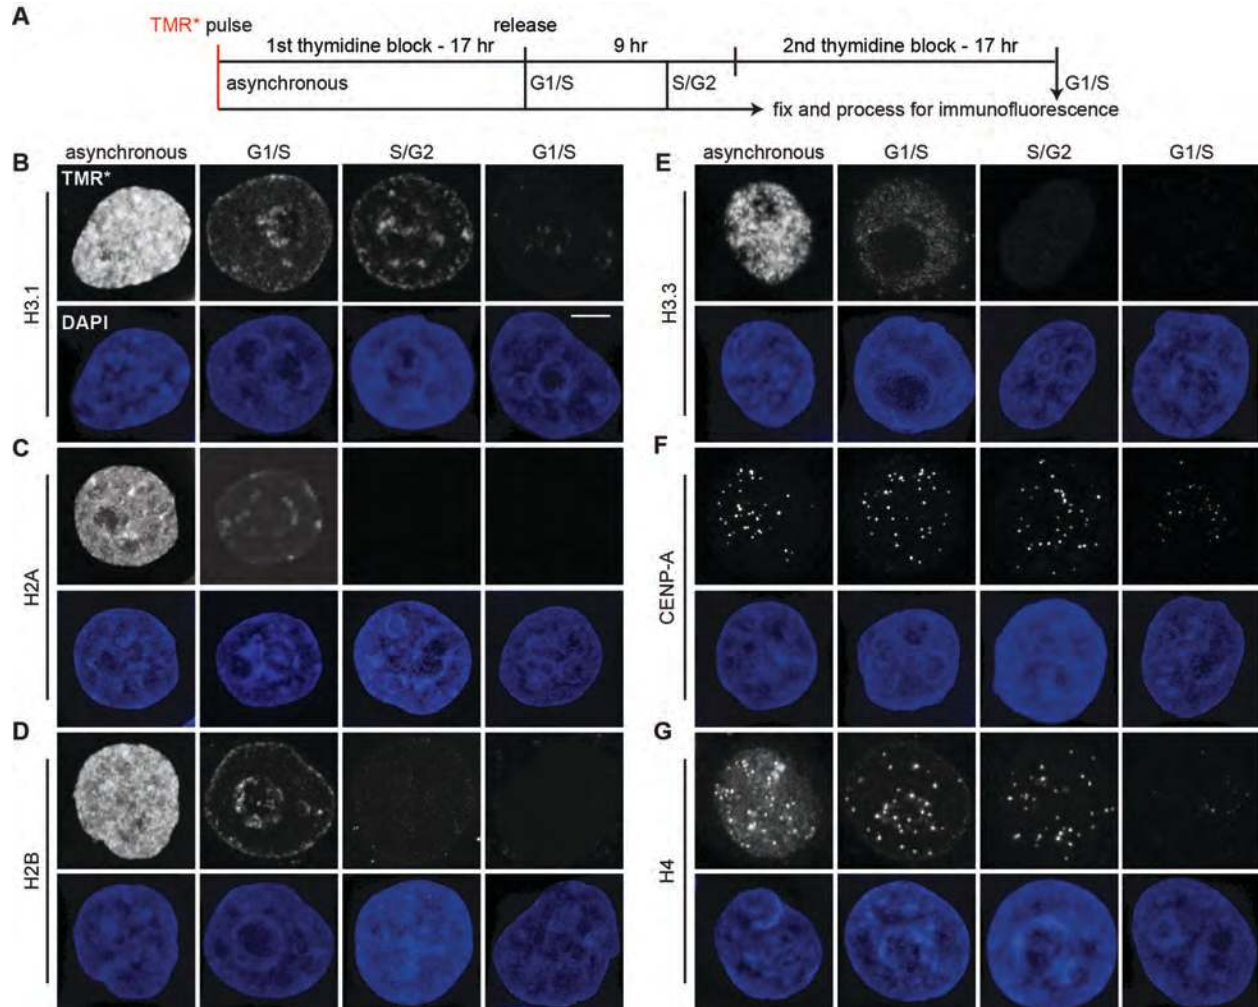 A
TMR* pulse
release
1st thymidine block - 17 hr
9 hr
2nd thymidine block - 17 hr
asynchronous
G1/S
S/G2
G1/S
fix and process for immunofluorescence
B
asynchronous
G1/S
S/G2
G1/S
TMR*
DAPI
H3.1
C
H2A
D
H2B
E
asynchronous
G1/S
S/G2
G1/S
H3.3
F
CENP-A
G
H4